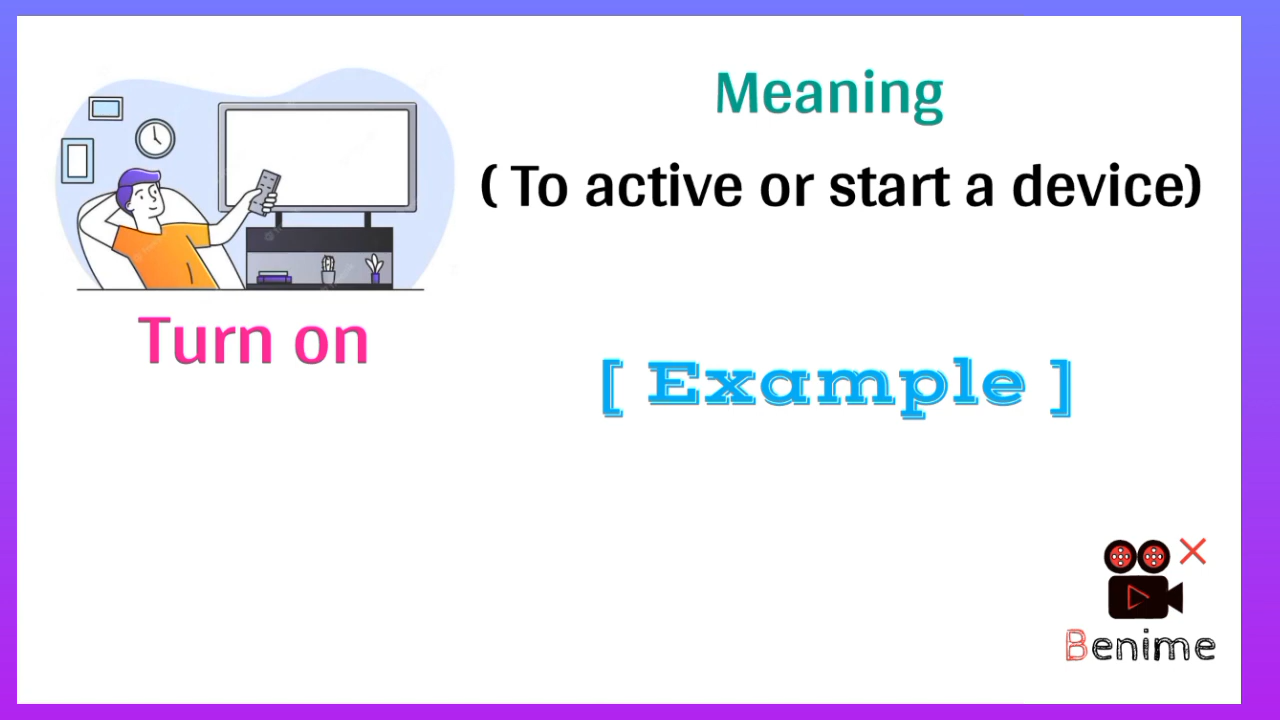 Meaning
( To active or start a device)
Turn on
[ Example ]
Benime